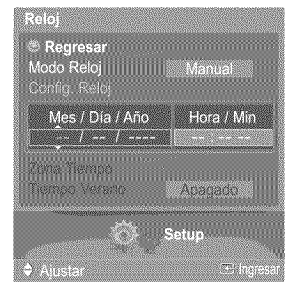 Reloj
Regresar
Modo Reloj Manual
Config. Reloj
Mes / Día / Año Hora / Min
-- / -- / ---- -- : -- --
Zona Tiempo
Tiempo Verano Apagado
Setup
Ajustar Ingresar